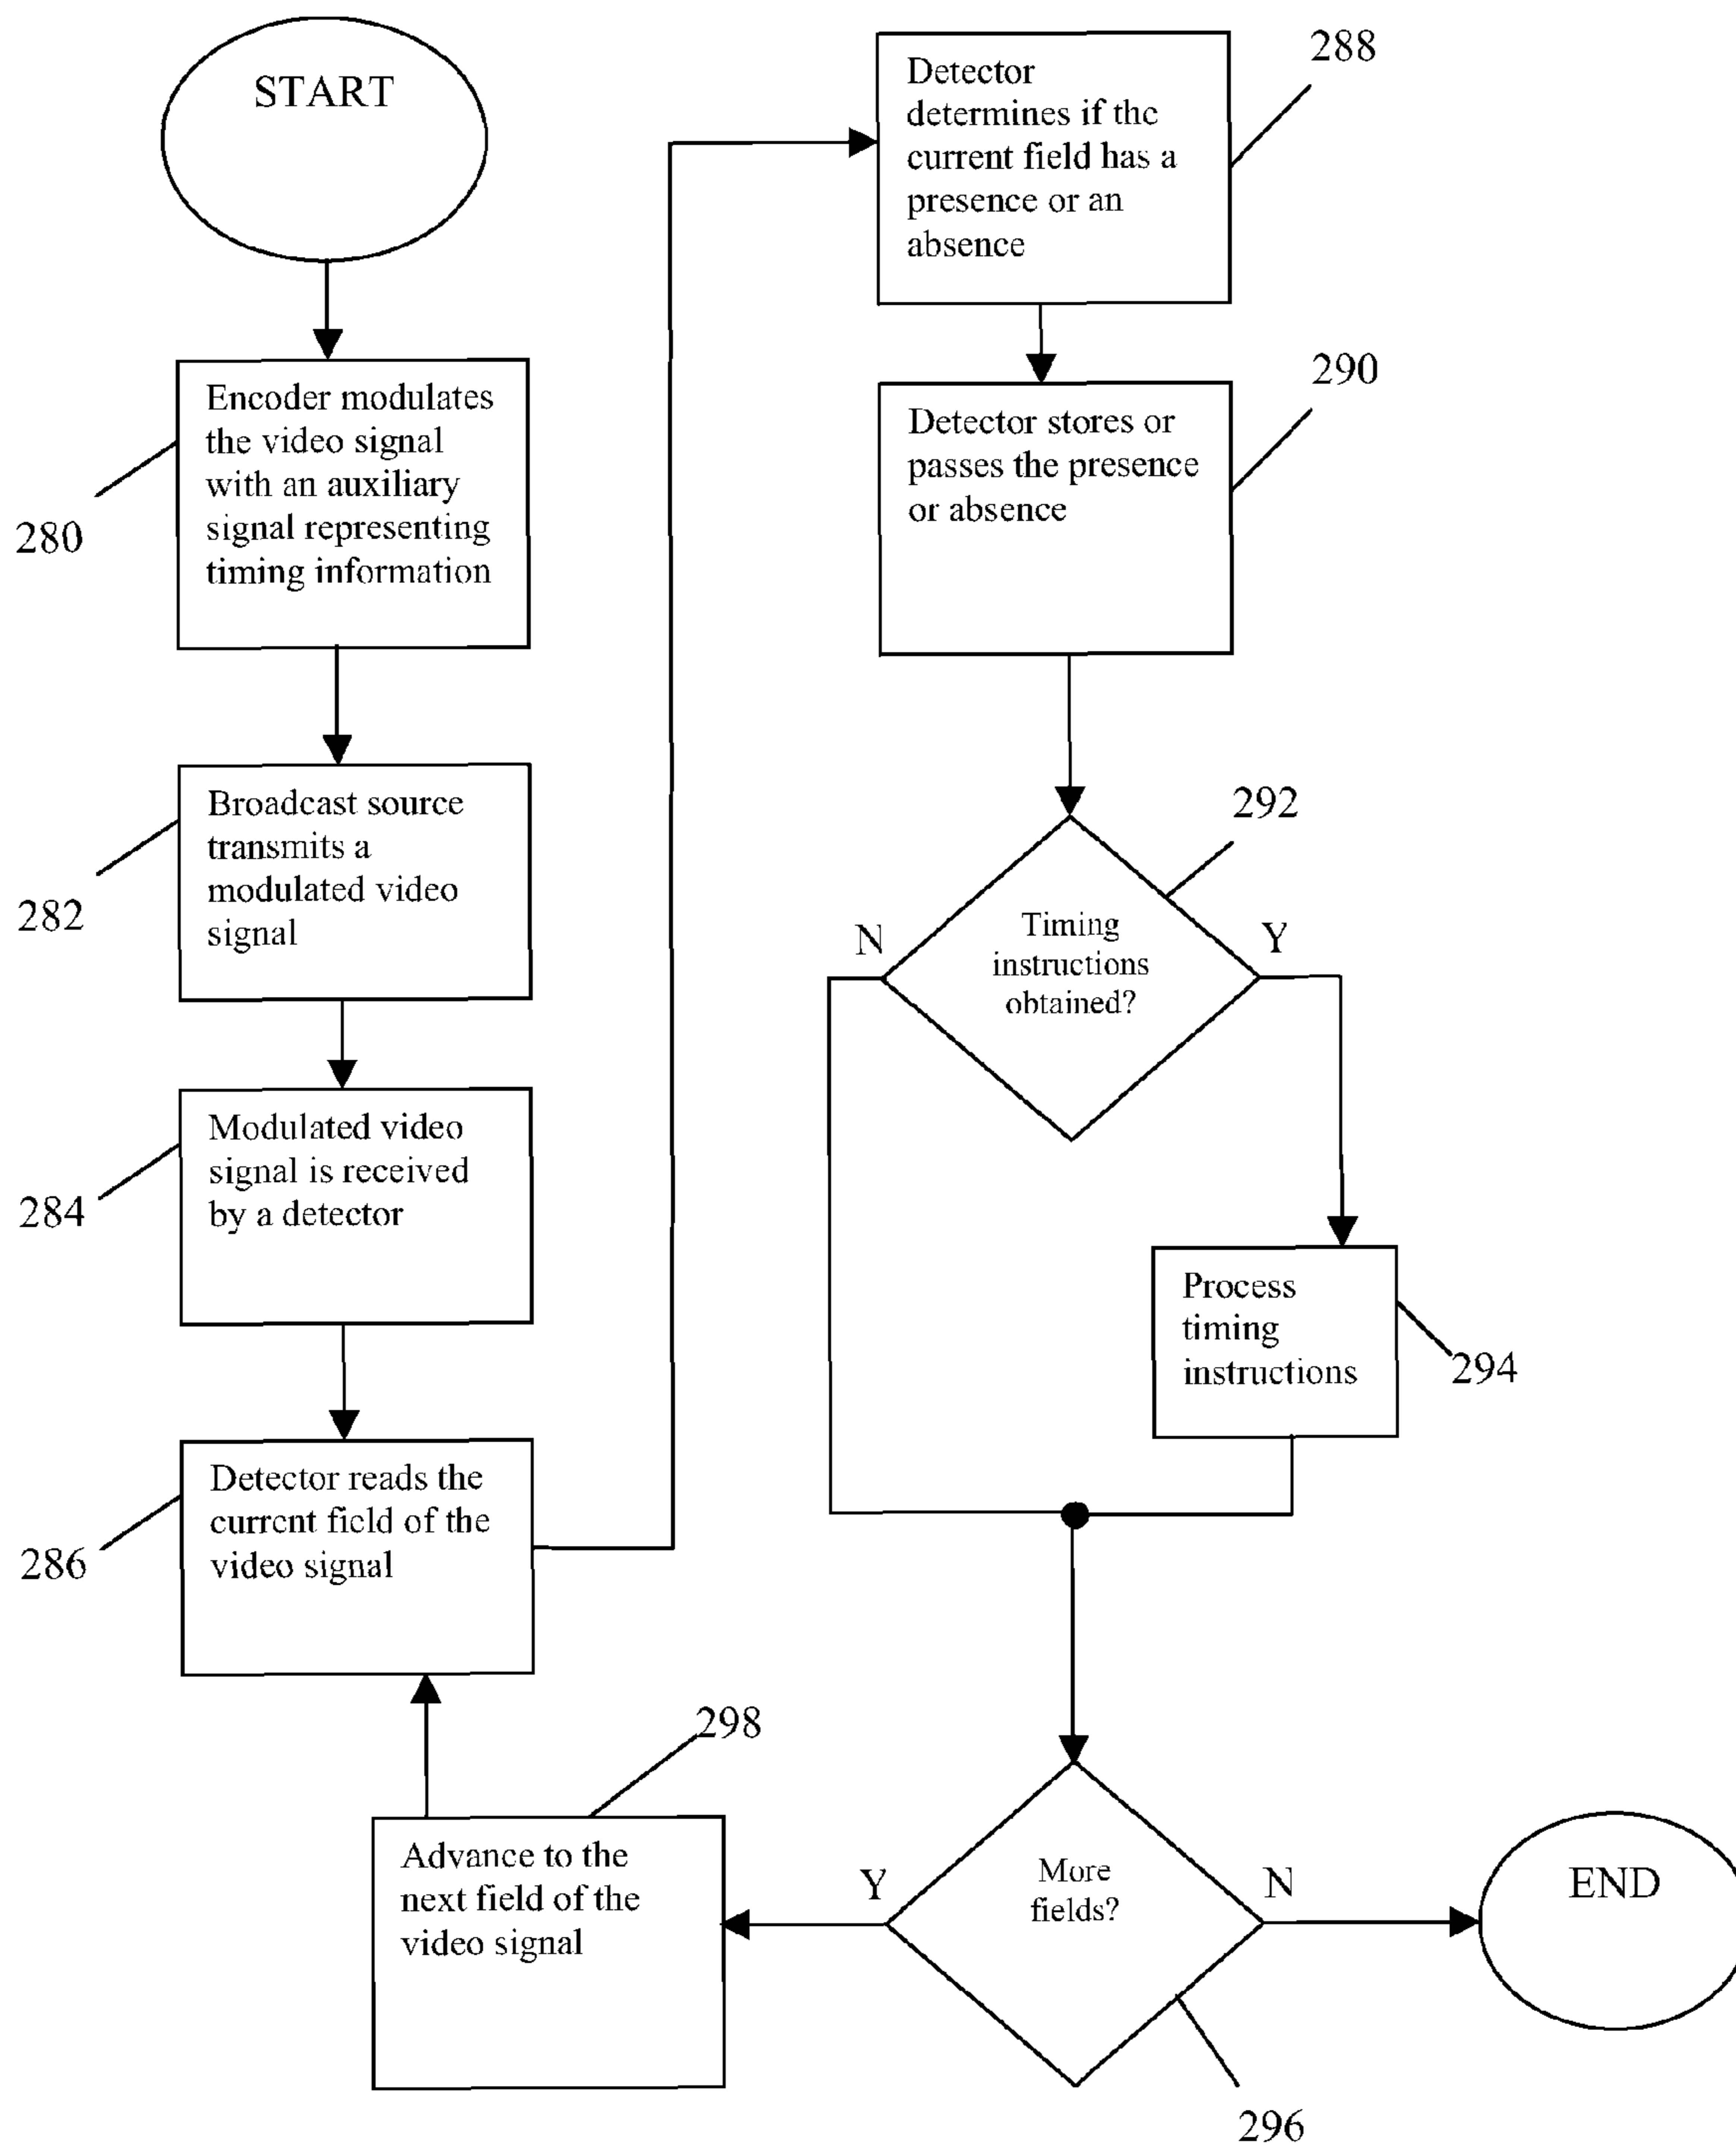 START
280
Encoder modulates
the video signal
with an auxiliary
signal representing
timing information
282
Broadcast source
transmits a
modulated video
signal
284
Modulated video
signal is received
by a detector
286
Detector reads the
current field of the
video signal
288
Detector
determines if the
current field has a
presence or an
absence
290
Detector stores or
passes the presence
or absence
292
Timing
instructions
obtained?
N
Y
Process
timing
instructions
294
More
fields?
Y
N
296
298
Advance to the
next field of the
video signal
END